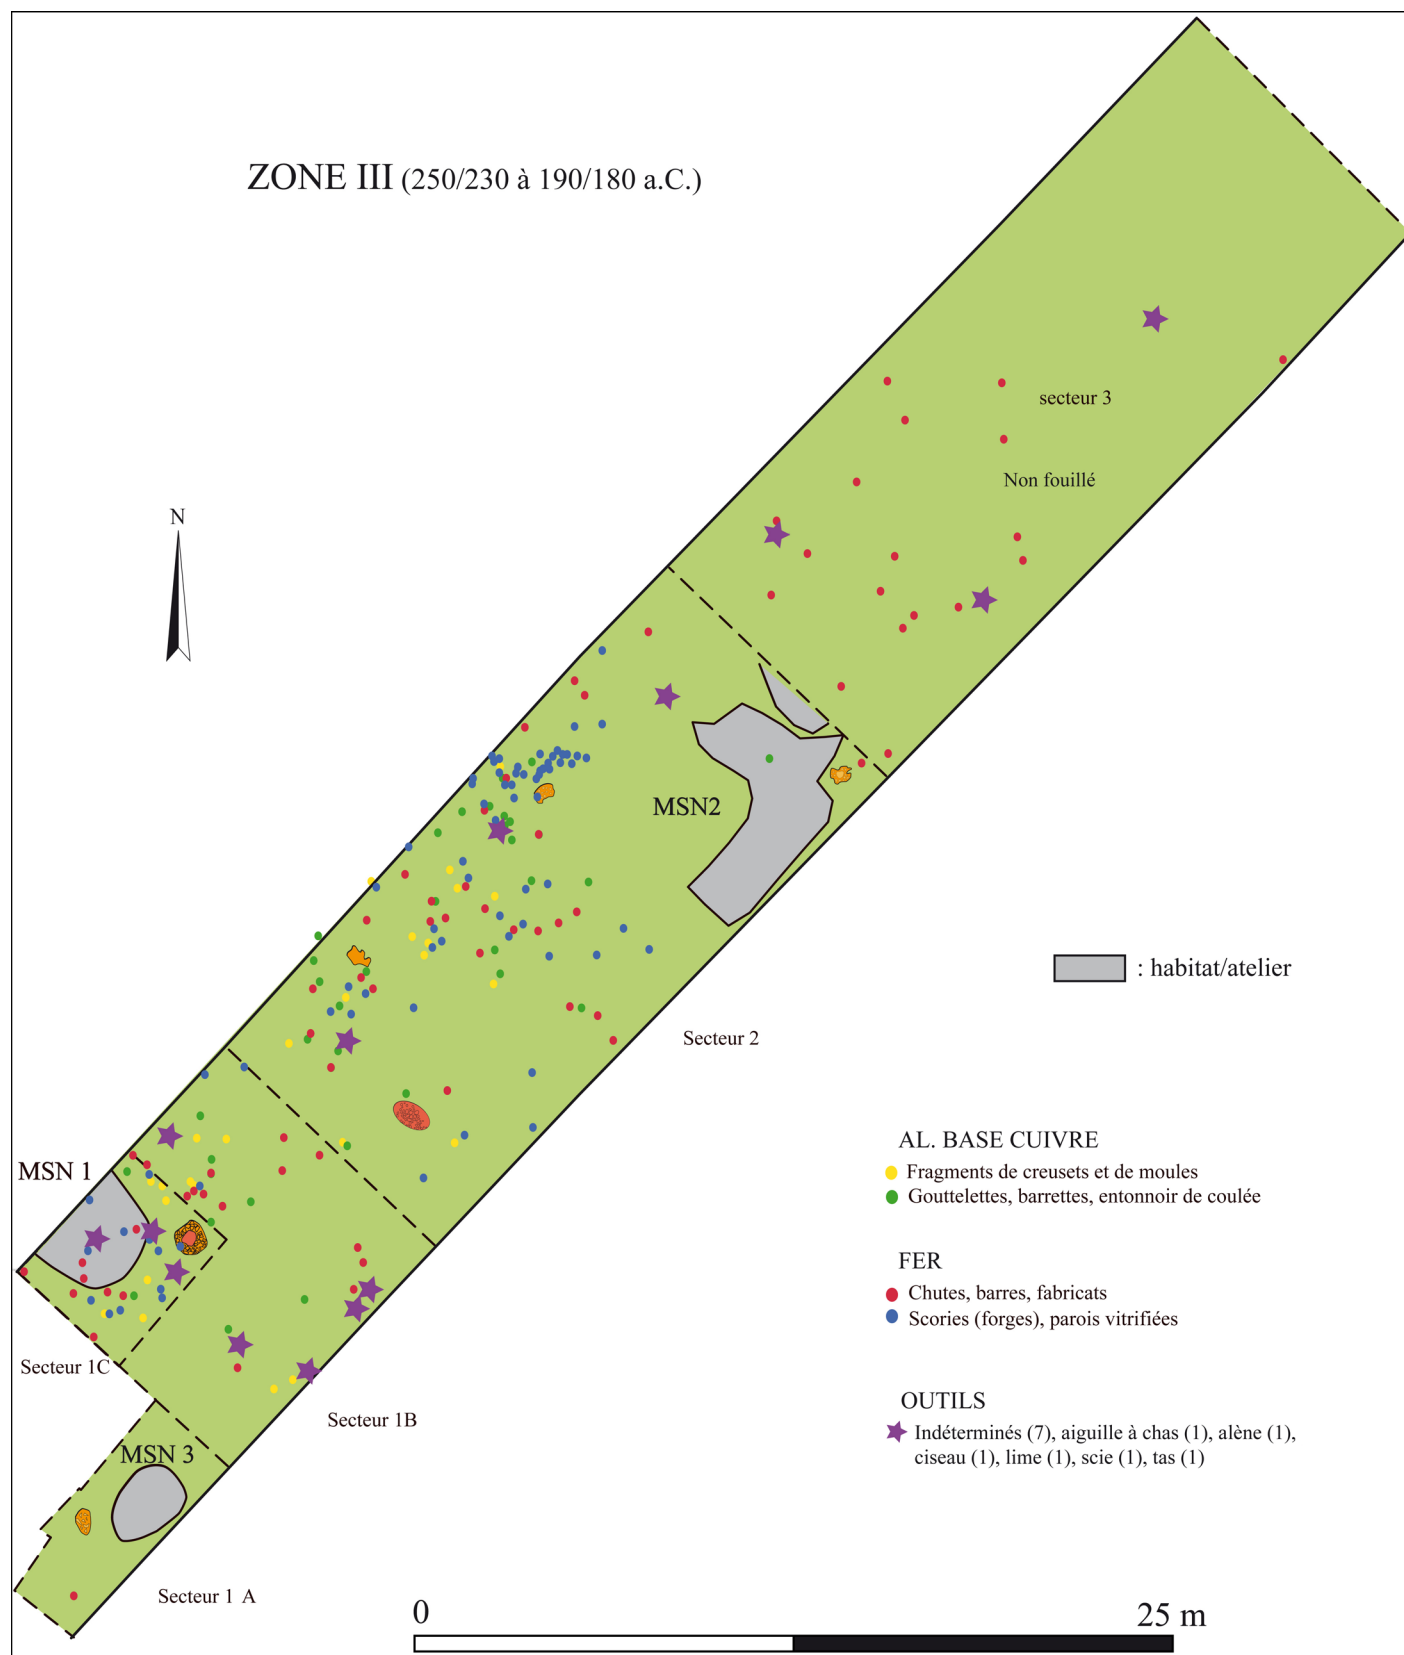 ZONE III (250/230 à 190/180 a.C.)
secteur 3
Non fouillé
N
MSN2
: habitat/atelier
Secteur 2
AL. BASE CUIVRE
Fragments de creusets et de moules
Gouttelettes, barrettes, entonnoir de coulée
MSN 1
FER
Chutes, barres, fabricats
Scories (forges), parois vitrifiées
Secteur 1C
Secteur 1B
OUTILS
Indéterminés (7), aiguille à chas (1), alène (1),
ciseau (1), lime (1), scie (1), tas (1)
MSN 3
Secteur 1 A
0 25 m